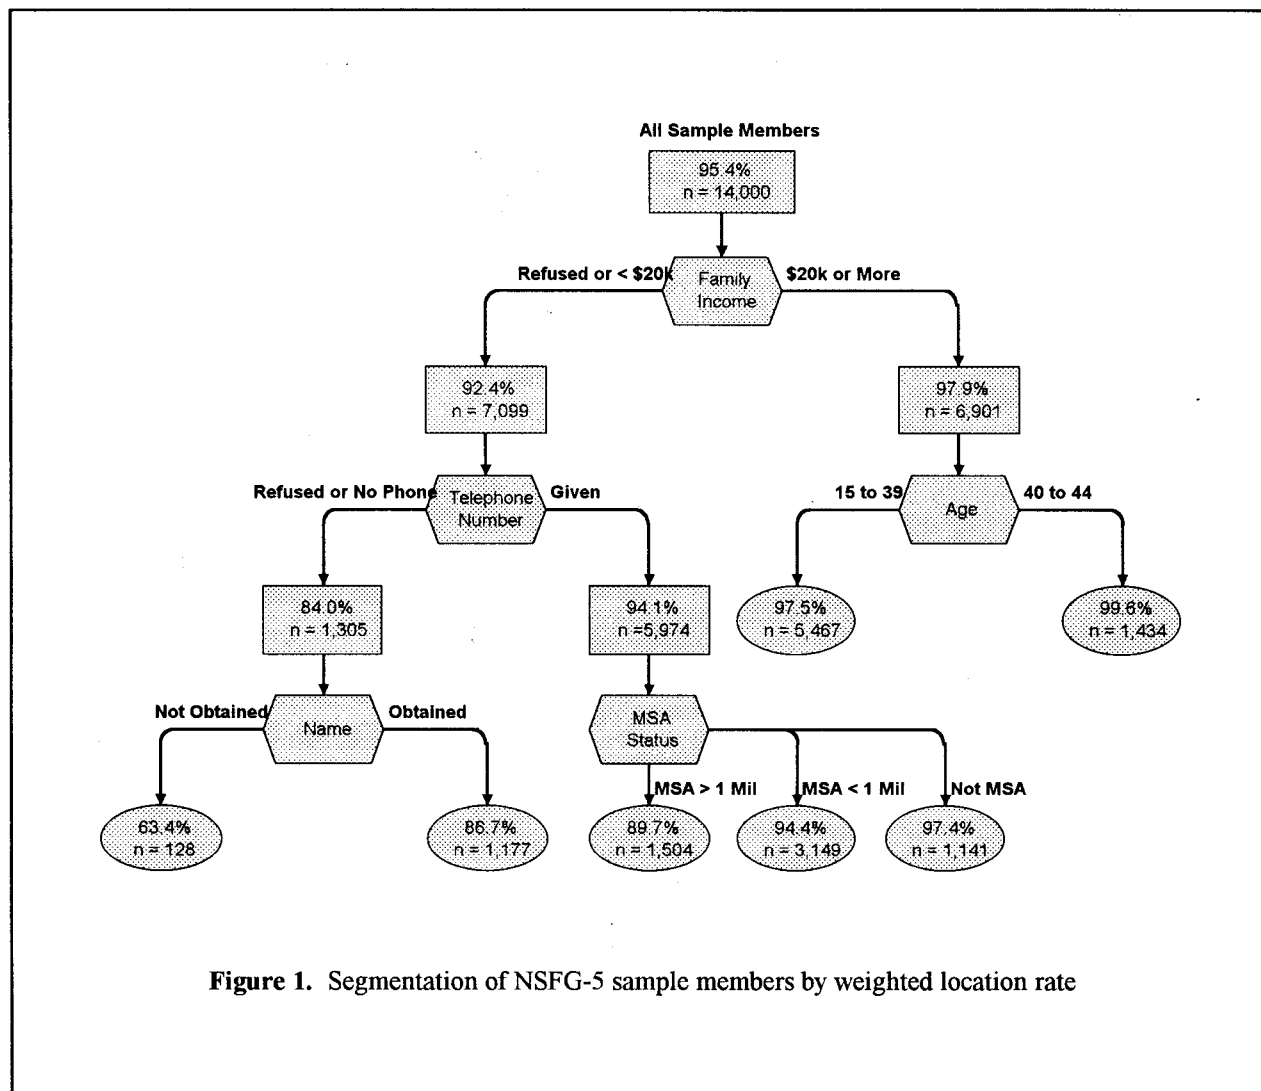 All Sample Members
95.4%
n = 14,000
Refused or < $20k
Family
Income
$20k or More
92.4%
n = 7,099
97.9%
n = 6,901
Refused or No Phone
Telephone
Number
Given
15 to 39
Age
40 to 44
84.0%
n = 1,305
94.1%
n =5,974
97.5%
n = 5,467
99.6%
n = 1,434
Not Obtained
Name
Obtained
MSA
Status
MSA > 1 Mil
MSA < 1 Mil
Not MSA
63.4%
n = 128
86.7%
n = 1,177
89.7%
n = 1,504
94.4%
n = 3,149
97.4%
n = 1,141
Figure 1. Segmentation of NSFG-5 sample members by weighted location rate